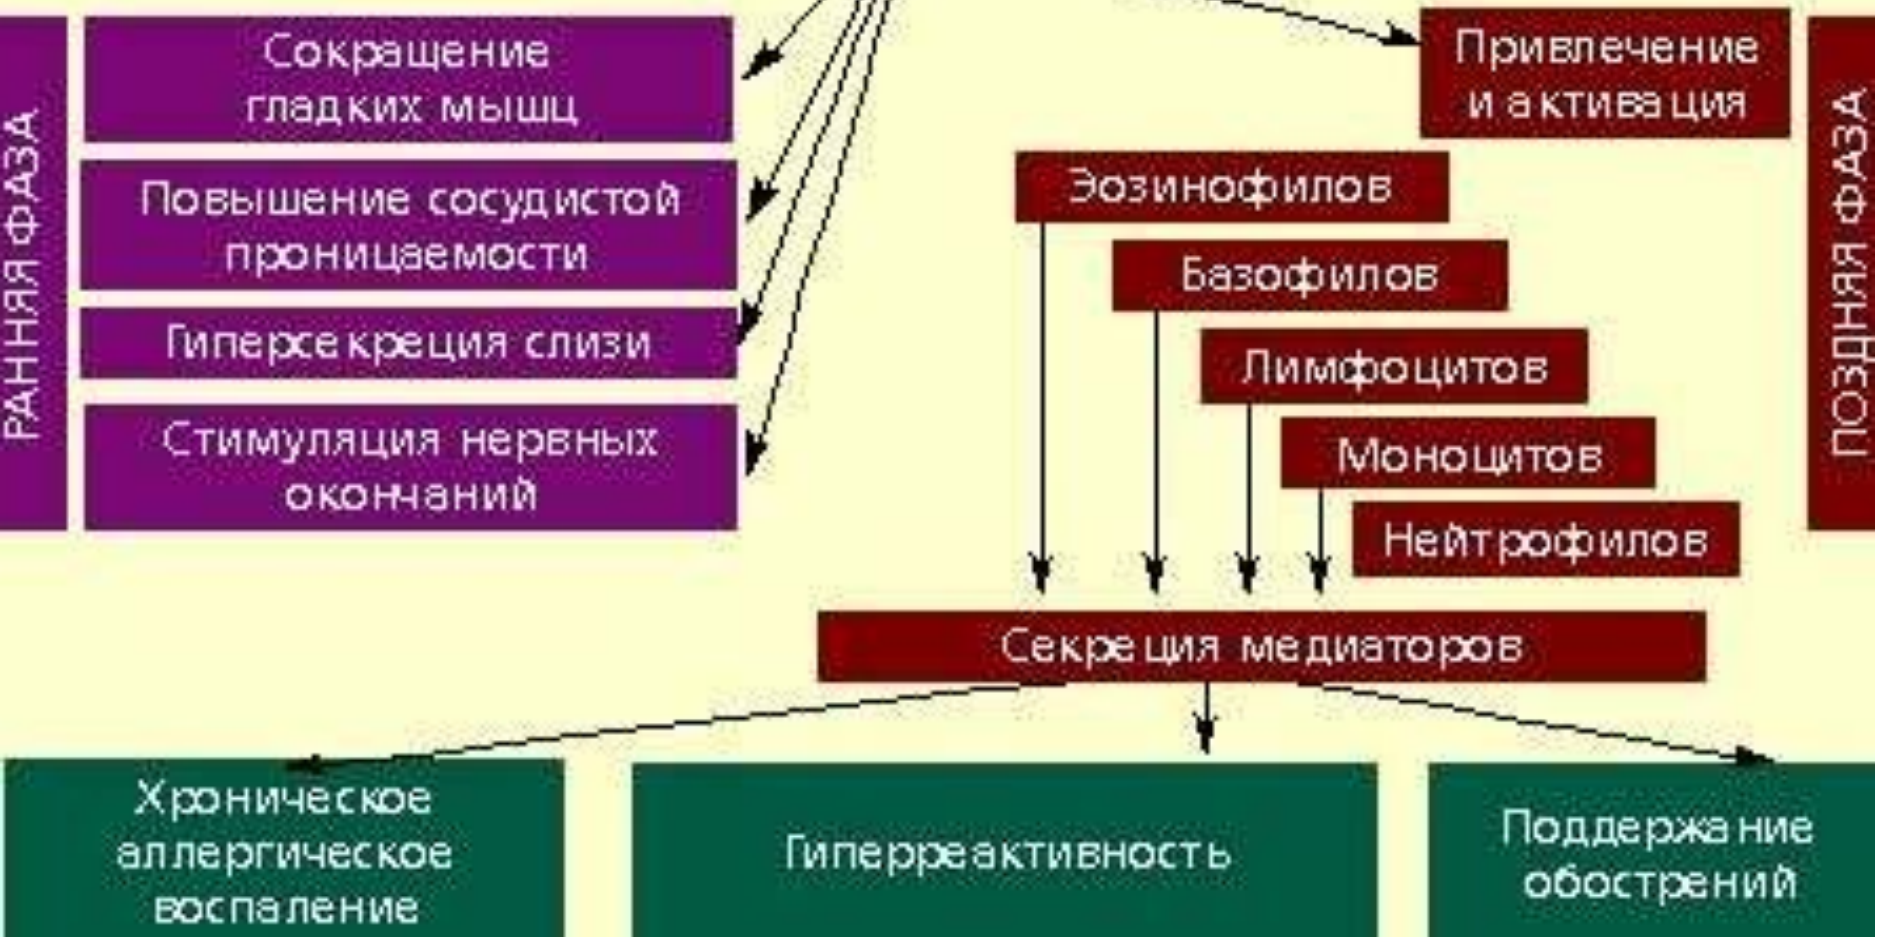 РАННЯЯ ФАЗА
Сокращение
гладких мышц
Повышение сосудистой
проницаемости
Гиперсекреция слизи
Стимуляция нервных
окончаний
Привлечение
и активация
Эозинофилов
Базофилов
Лимфоцитов
Моноцитов
Нейтрофилов
ПОЗДНЯЯ ФАЗА
Секреция медиаторов
Хроническое
аллергическое
воспаление
Гиперреактивность
Поддержание
обострений